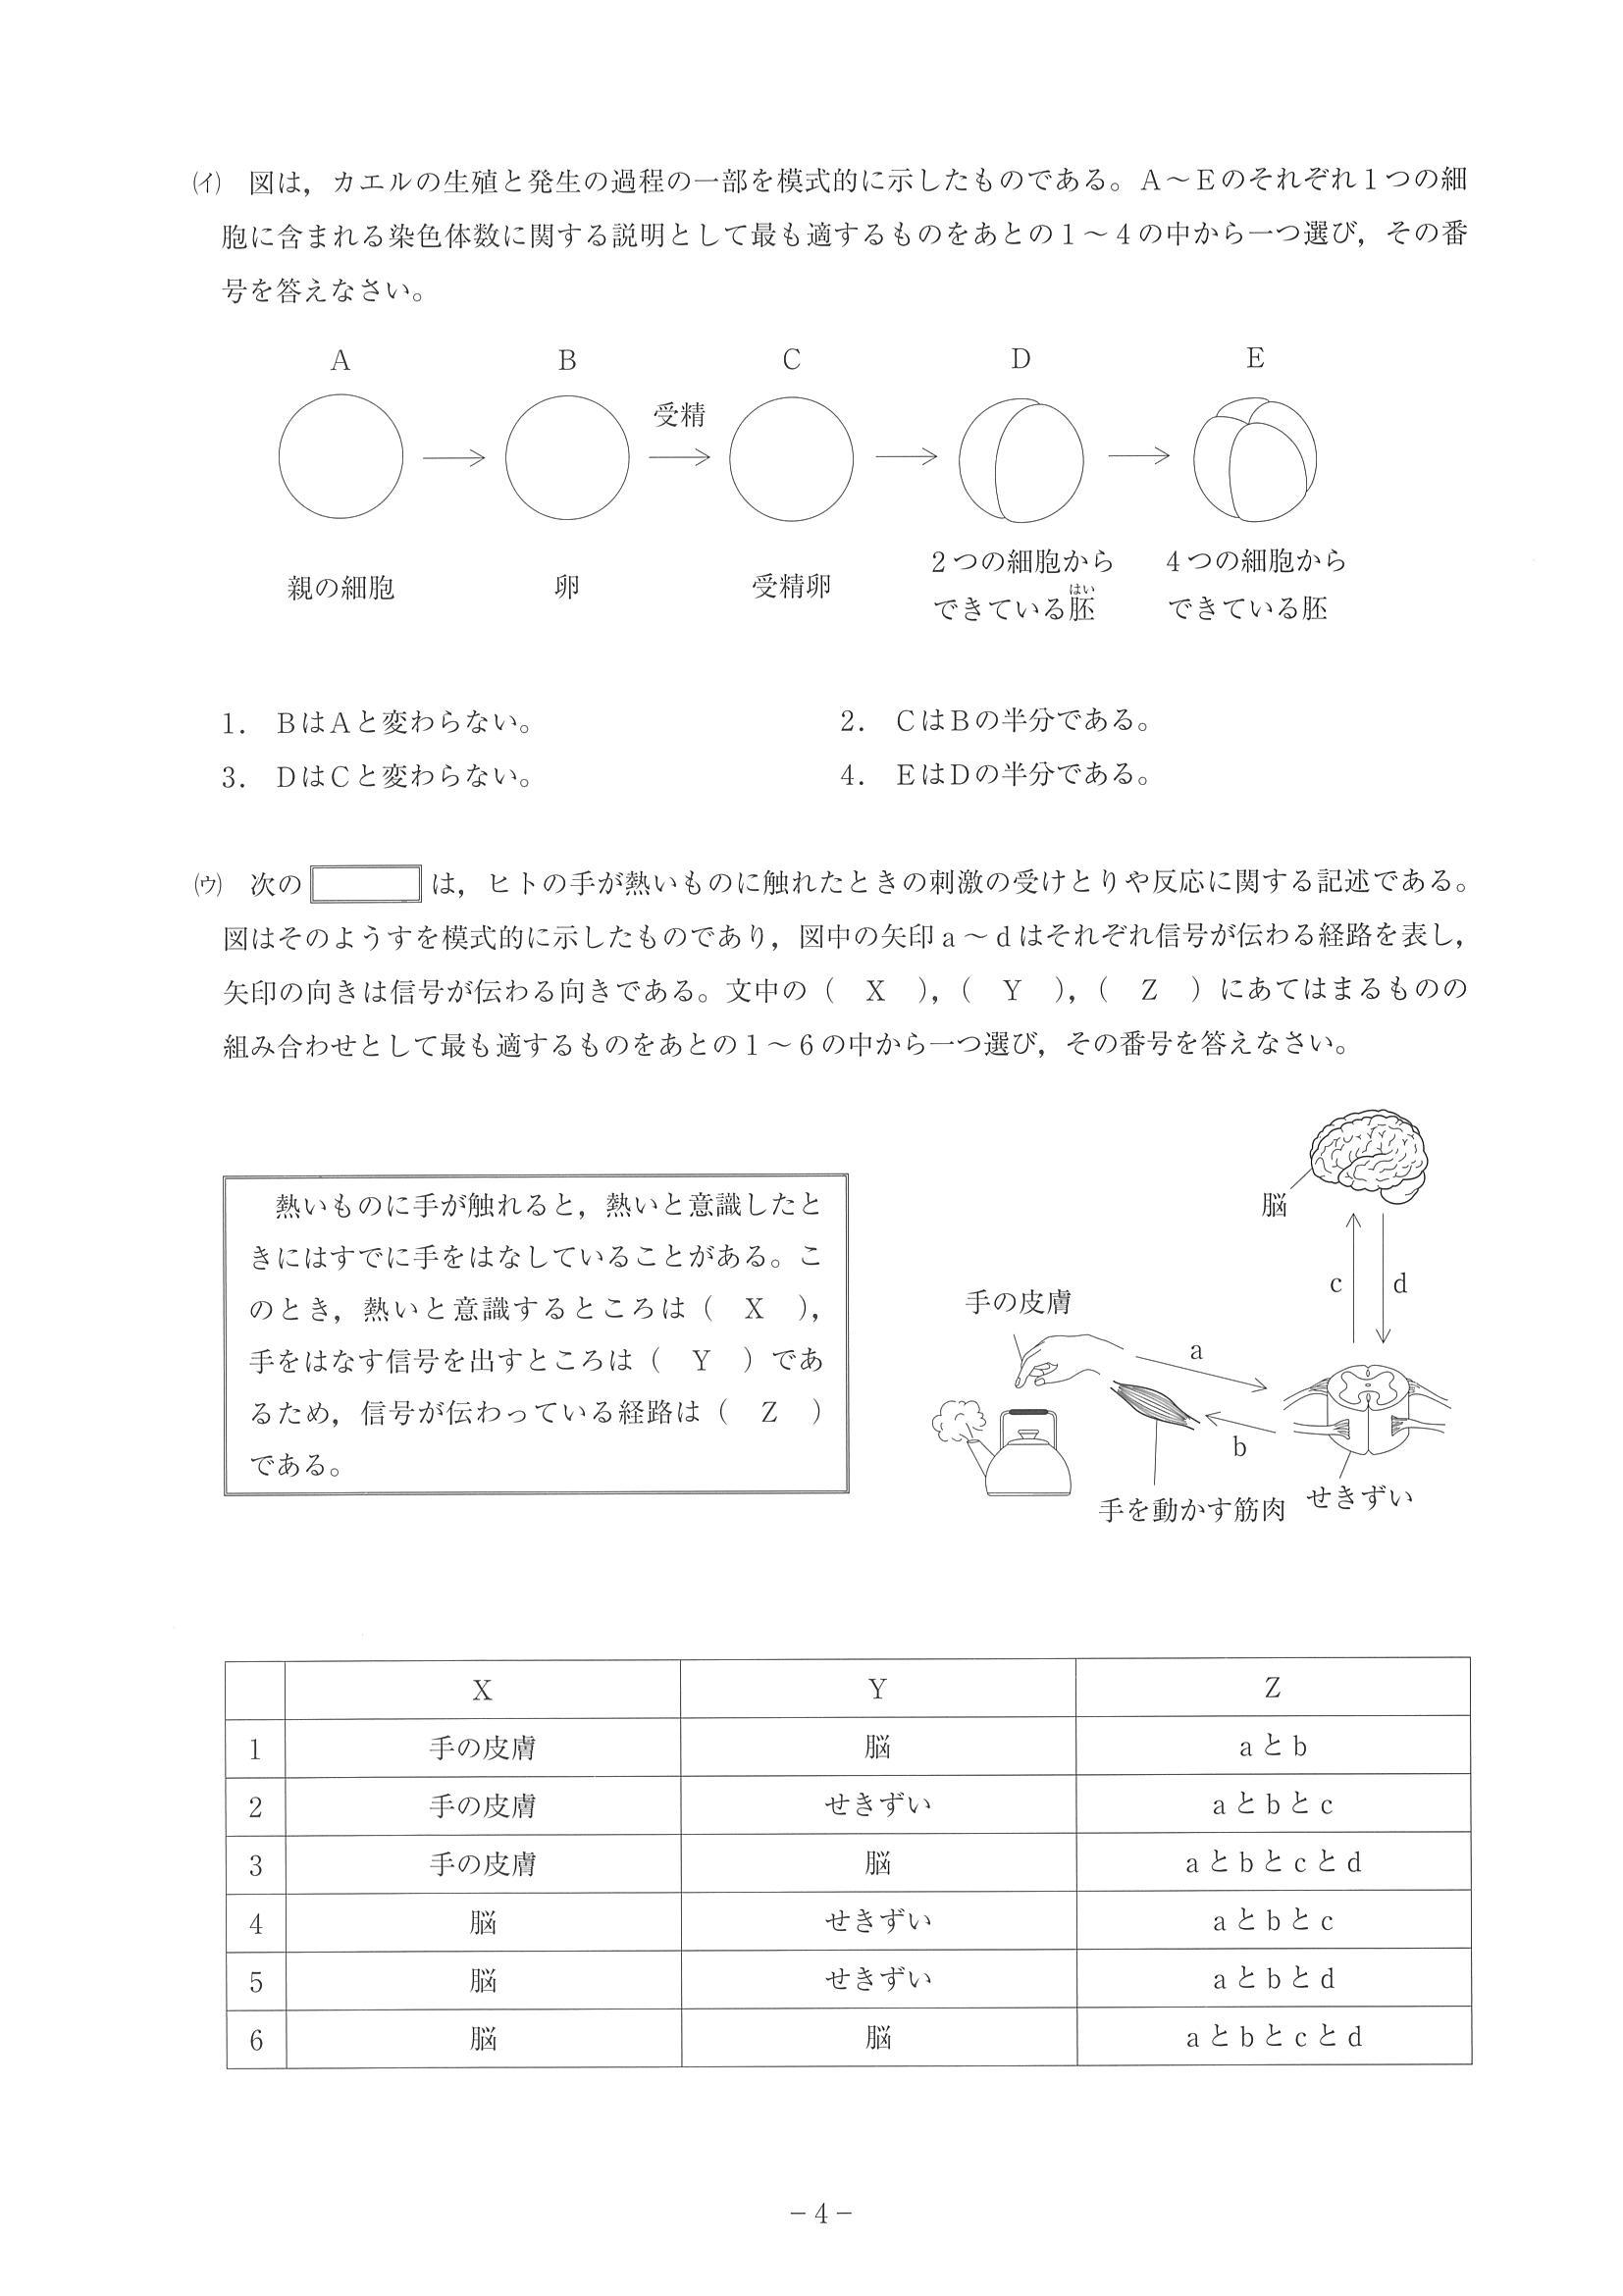 (イ) 図は，カエルの生殖と発生の過程の一部を模式的に示したものである。A～Eのそれぞれ1つの細
胞に含まれる染色体数に関する説明として最も適するものをあとの1～4の中から一つ選び，その番
号を答えなさい。
A B C D E
受精
親の細胞 卵 受精卵
2つの細胞から
できている胚
はい
4つの細胞から
できている胚
1. BはAと変わらない。 2. CはBの半分である。
3. DはCと変わらない。 4. EはDの半分である。
(ウ) 次の は，ヒトの手が熱いものに触れたときの刺激の受けとりや反応に関する記述である。
図はそのようすを模式的に示したものであり，図中の矢印a～dはそれぞれ信号が伝わる経路を表し，
矢印の向きは信号が伝わる向きである。文中の（ X ），（ Y ），（ Z ）にあてはまるものの
組み合わせとして最も適するものをあとの1～6の中から一つ選び，その番号を答えなさい。
熱いものに手が触れると，熱いと意識したと
きにはすでに手をはなしていることがある。こ
のとき，熱いと意識するところは（ X ），
手をはなす信号を出すところは（ Y ）であ
るため，信号が伝わっている経路は（ Z ）
である。
脳
c d
手の皮膚
a
b
手を動かす筋肉 せきずい
X Y Z
1 手の皮膚 脳 aとb
2 手の皮膚 せきずい aとbとc
3 手の皮膚 脳 aとbとcとd
4 脳 せきずい aとbとc
5 脳 せきずい aとbとd
6 脳 脳 aとbとcとd
－4－